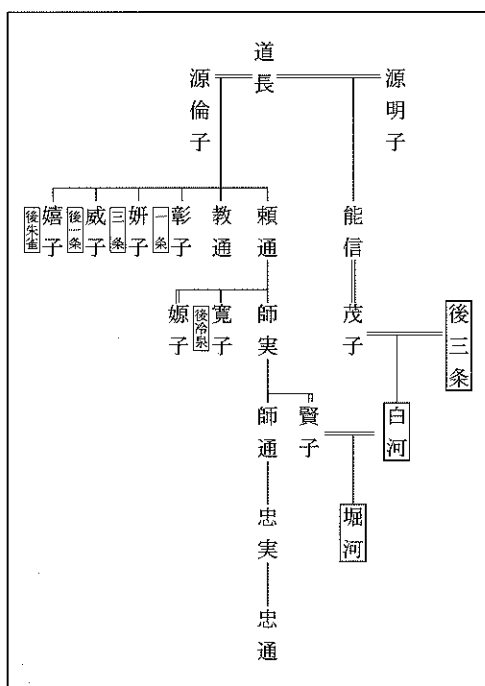 道長
源明子
源倫子
能信
頼通
教通
彰子
一条
妍子
三条
威子
後一条
嬉子
後朱雀
後三条
茂子
師実
寛子
後冷泉
嫄子
白河
賢子
師通
堀河
忠実
忠通